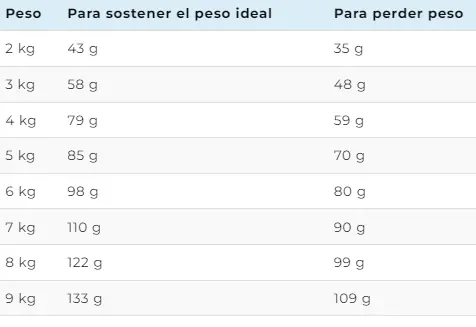 Peso Para sostener el peso ideal Para perder peso
2 kg 43 g 35 g
3 kg 58 g 48 g
4 kg 79 g 59 g
5 kg 85 g 70 g
6 kg 98 g 80 g
7 kg 110 g 90 g
8 kg 122 g 99 g
9 kg 133 g 109 g